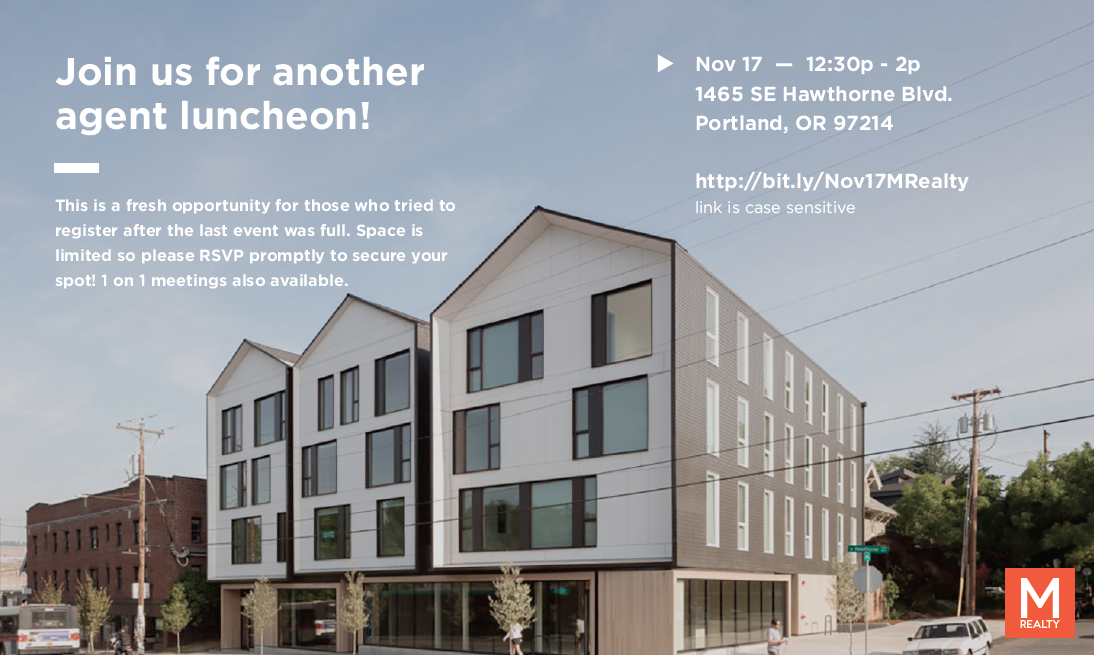 Join us for another
agent luncheon!
This is a fresh opportunity for those who tried to
register after the last event was full. Space is
limited so please RSVP promptly to secure your
spot! 1 on 1 meetings also available.
Nov 17 — 12:30p - 2p
1465 SE Hawthorne Blvd.
Portland, OR 97214
http://bit.ly/Nov17MRealty
link is case sensitive
M
REALTY